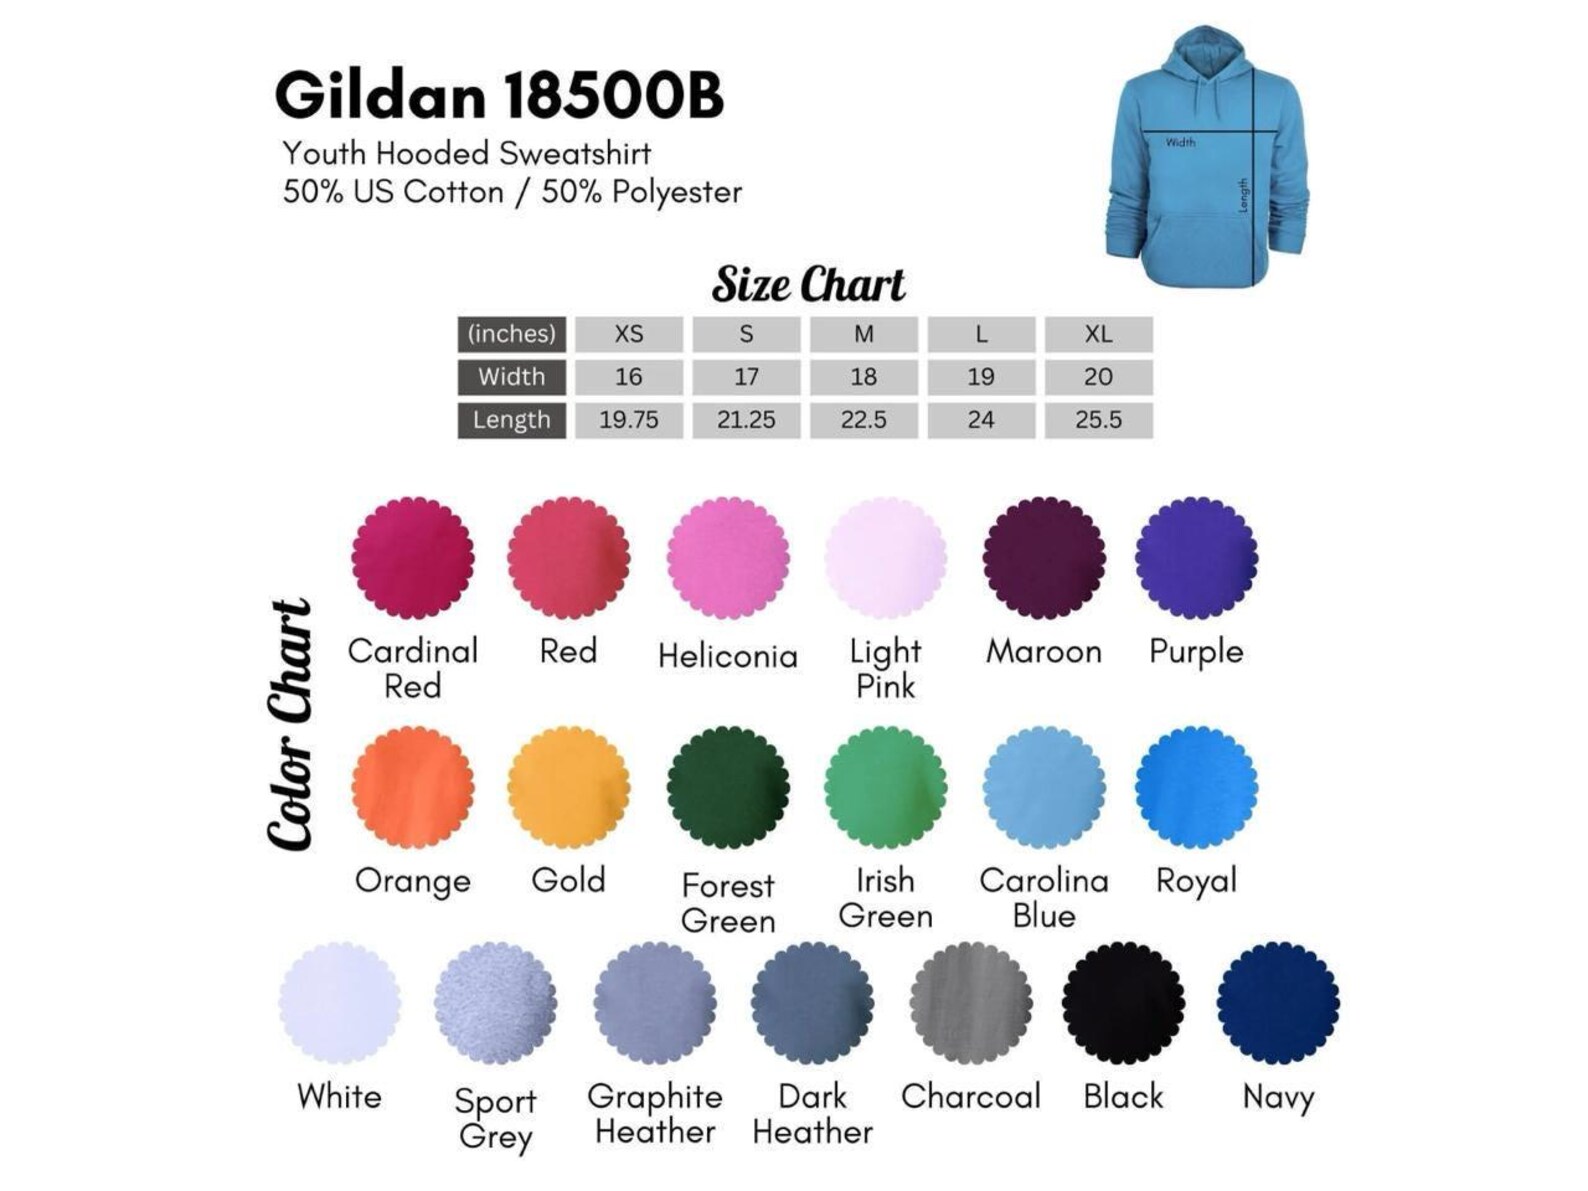 Gildan 18500B
Youth Hooded Sweatshirt
50% US Cotton / 50% Polyester
Width
Length
Size Chart
(inches) XS S M L XL
Width 16 17 18 19 20
Length 19.75 21.25 22.5 24 25.5
Color Chart
Cardinal Red
Red
Heliconia
Light Pink
Maroon
Purple
Orange
Gold
Forest Green
Irish Green
Carolina Blue
Royal
White
Sport Grey
Graphite Heather
Dark Heather
Charcoal
Black
Navy